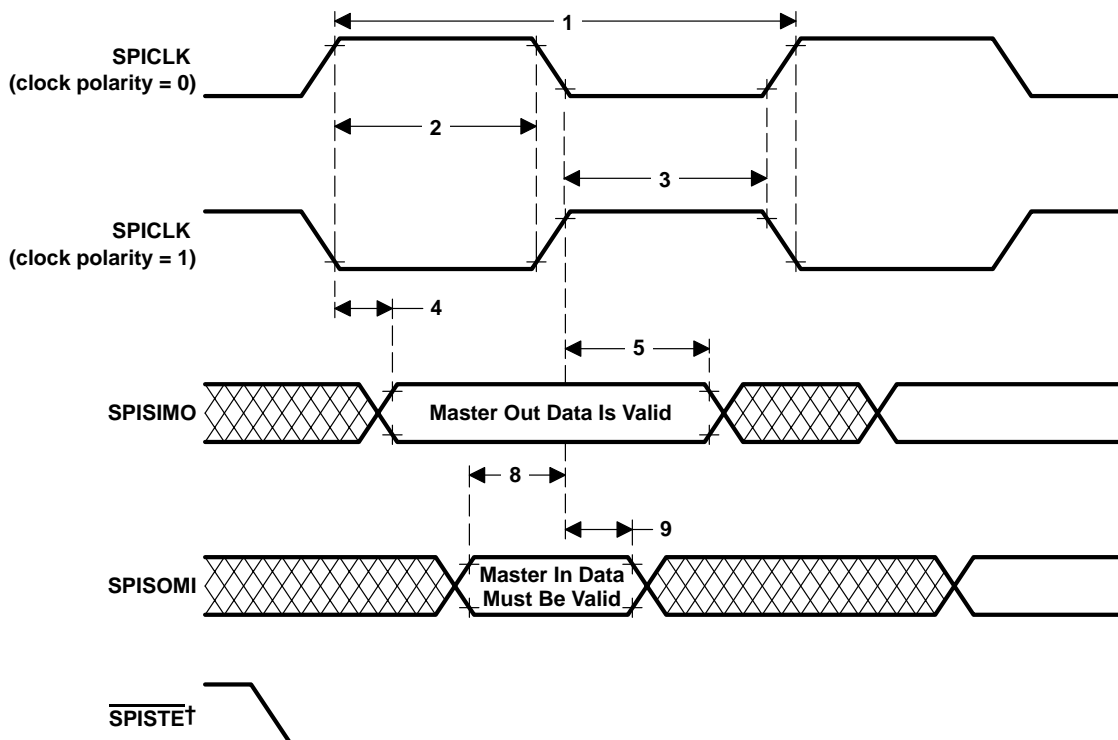 1
SPICLK
(clock polarity = 0)
2
3
SPICLK
(clock polarity = 1)
4
5
SPISIMO
Master Out Data Is Valid
8
9
SPISOMI
Master In Data
Must Be Valid
SPISTE†